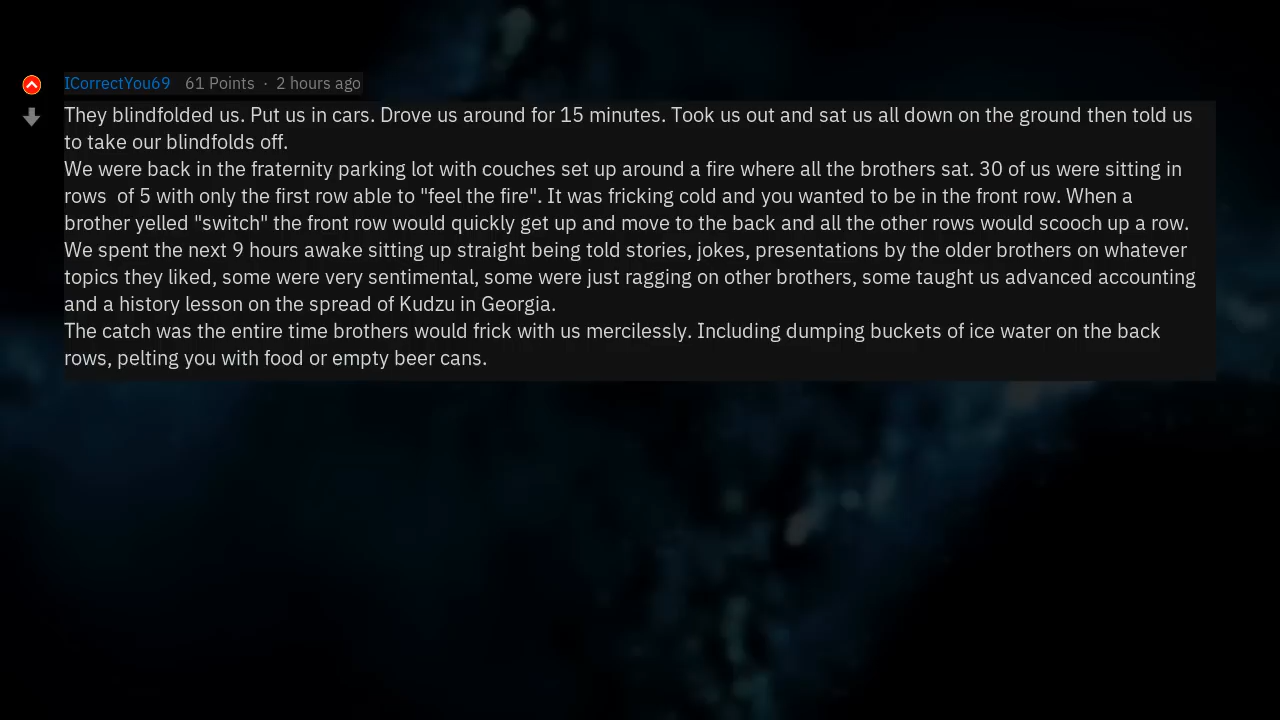 ICorrectYou69 61 Points · 2 hours ago
They blindfolded us. Put us in cars. Drove us around for 15 minutes. Took us out and sat us all down on the ground then told us
to take our blindfolds off.
We were back in the fraternity parking lot with couches set up around a fire where all the brothers sat. 30 of us were sitting in
rows  of 5 with only the first row able to "feel the fire". It was fricking cold and you wanted to be in the front row. When a
brother yelled "switch" the front row would quickly get up and move to the back and all the other rows would scooch up a row.
We spent the next 9 hours awake sitting up straight being told stories, jokes, presentations by the older brothers on whatever
topics they liked, some were very sentimental, some were just ragging on other brothers, some taught us advanced accounting
and a history lesson on the spread of Kudzu in Georgia.
The catch was the entire time brothers would frick with us mercilessly. Including dumping buckets of ice water on the back
rows, pelting you with food or empty beer cans.